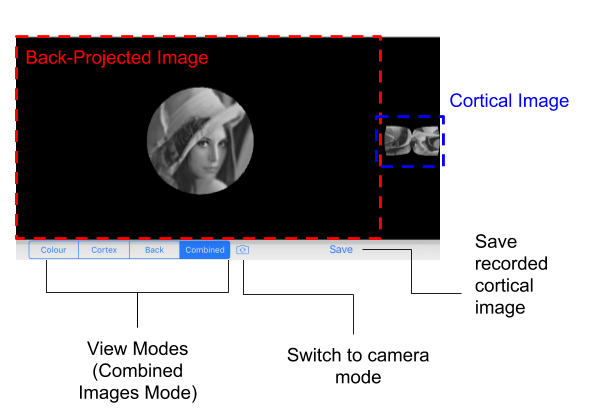 Back-Projected Image
Cortical Image
Colour Cortex Back Combined Save
Save
recorded
cortical
image
View Modes
(Combined
Images Mode)
Switch to camera
mode